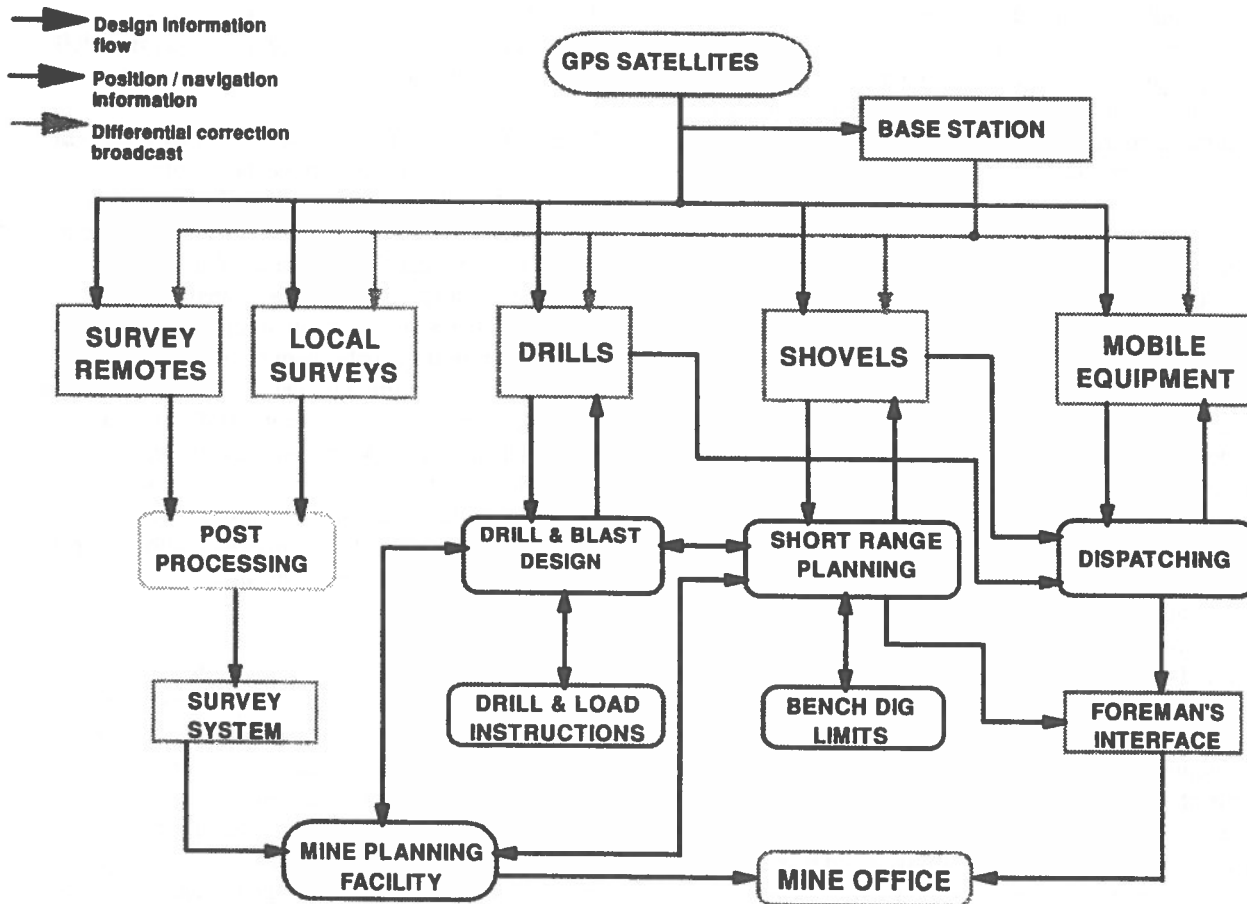 Design information
flow
Position / navigation
information
Differential correction
broadcast
GPS SATELLITES
BASE STATION
SURVEY
REMOTES
LOCAL
SURVEYS
DRILLS
SHOVELS
MOBILE
EQUIPMENT
POST
PROCESSING
DRILL & BLAST
DESIGN
SHORT RANGE
PLANNING
DISPATCHING
SURVEY
SYSTEM
DRILL & LOAD
INSTRUCTIONS
BENCH DIG
LIMITS
FOREMAN'S
INTERFACE
MINE PLANNING
FACILITY
MINE OFFICE